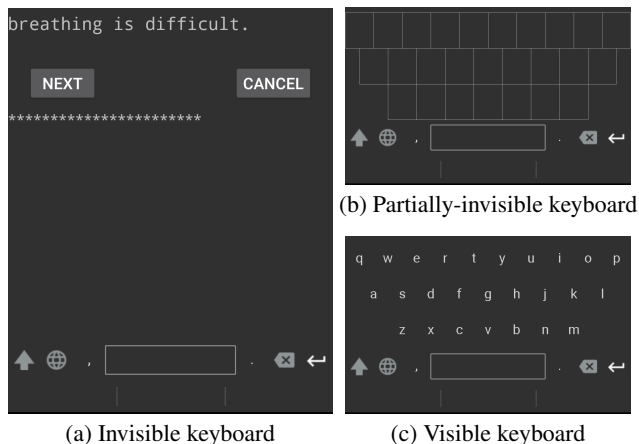 breathing is difficult.
NEXT CANCEL
***********************
, .
(a) Invisible keyboard
, .
(b) Partially-invisible keyboard
q w e r t y u i o p
a s d f g h j k l
z x c v b n m
, .
(c) Visible keyboard